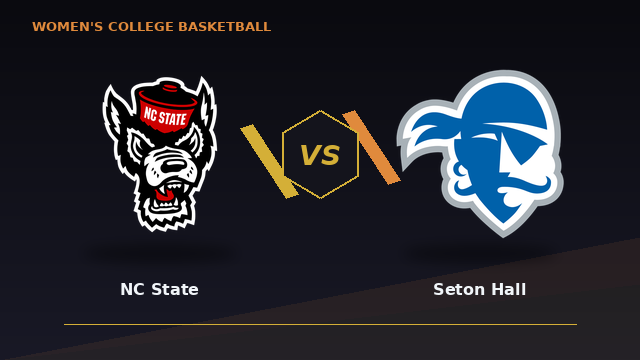 WOMEN'S COLLEGE BASKETBALL
NC STATE
VS
NC State
Seton Hall